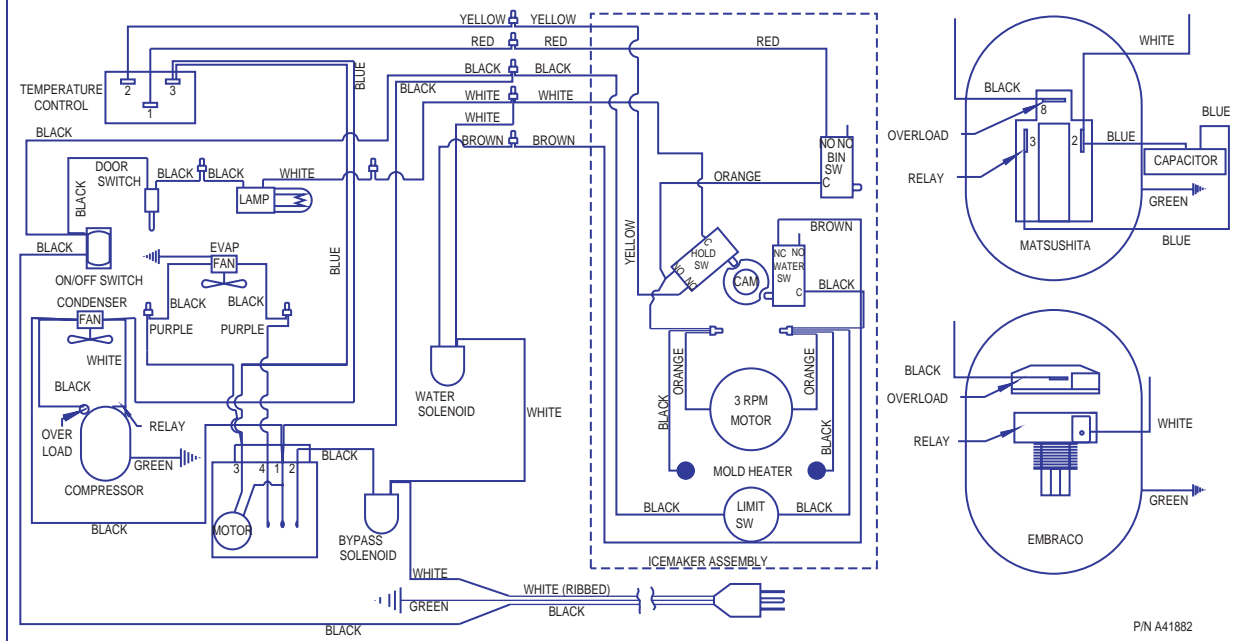 YELLOW YELLOW
RED RED RED
BLACK BLACK
BLACK
WHITE WHITE
WHITE
BROWN BROWN
BLUE
TEMPERATURE
CONTROL
2 3
1
BLACK
DOOR
SWITCH
BLACK BLACK
WHITE
LAMP
BLACK
BLACK
ON/OFF SWITCH
EVAP
FAN
BLACK BLACK
PURPLE PURPLE
BLUE
CONDENSER
FAN
WHITE
BLACK
OVER
LOAD
RELAY
GREEN
COMPRESSOR
BLACK
3 4 1 2
MOTOR
BLACK
BYPASS
SOLENOID
WATER
SOLENOID
WHITE
NO NC
BIN
SW
C
ORANGE
YELLOW
C
HOLD
SW
NC
NO
CAM
BROWN
NC NO
WATER
SW
C
BLACK
ORANGE ORANGE
BLACK BLACK
3 RPM
MOTOR
MOLD HEATER
BLACK BLACK
LIMIT
SW
ICEMAKER ASSEMBLY
WHITE
WHITE (RIBBED)
GREEN
BLACK
BLACK
WHITE
BLACK
8
OVERLOAD
3 2
BLUE
BLUE
CAPACITOR
RELAY
GREEN
BLUE
MATSUSHITA
BLACK
OVERLOAD
RELAY
WHITE
GREEN
EMBRACO
P/N A41882